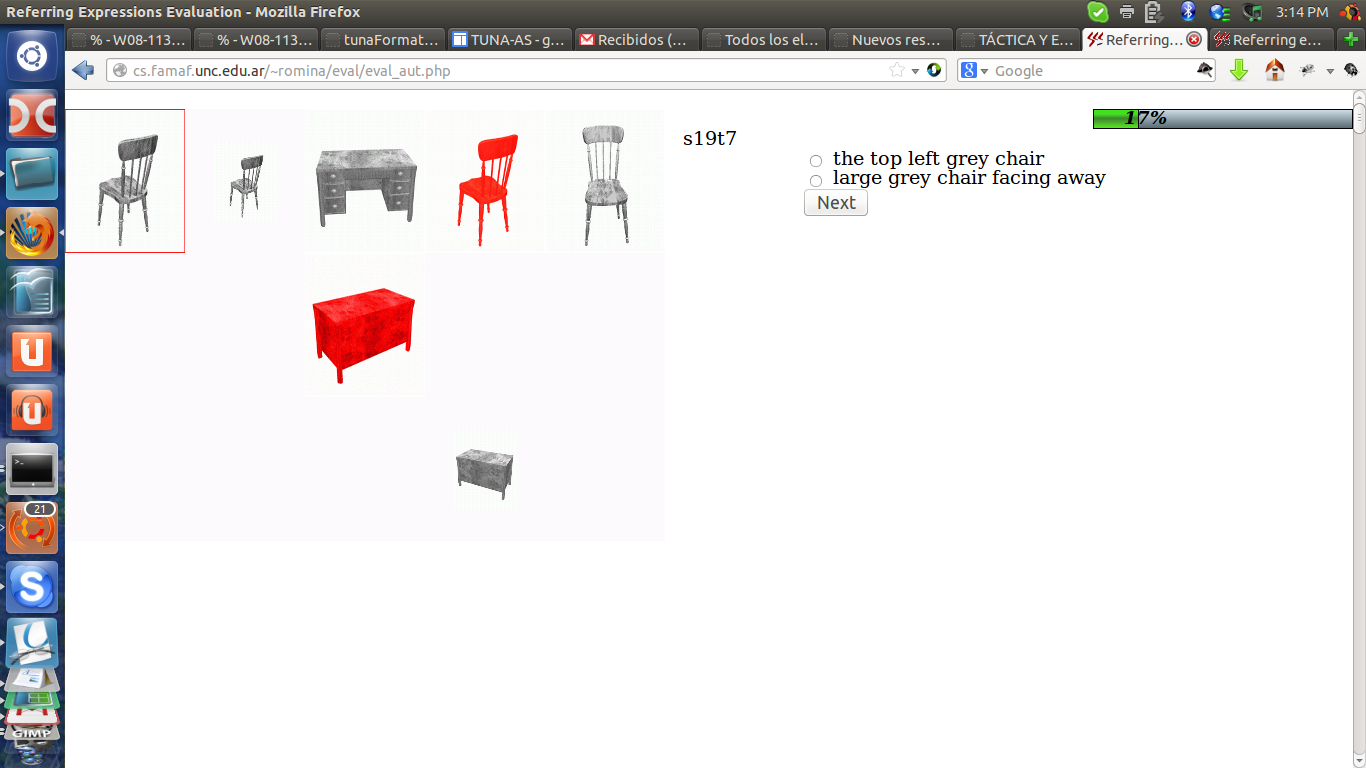 Referring Expressions Evaluation - Mozilla Firefox
3:14 PM
% - W08-113...
% - W08-113...
tunaFormat...
TUNA-AS - g...
Recibidos (...
Todos los el...
Nuevos res...
TÁCTICA Y E...
Referring...
Referring e...
cs.famaf.unc.edu.ar/~romina/eval/eval_aut.php
Google
17%
s19t7
the top left grey chair
large grey chair facing away
Next
21
GIMP